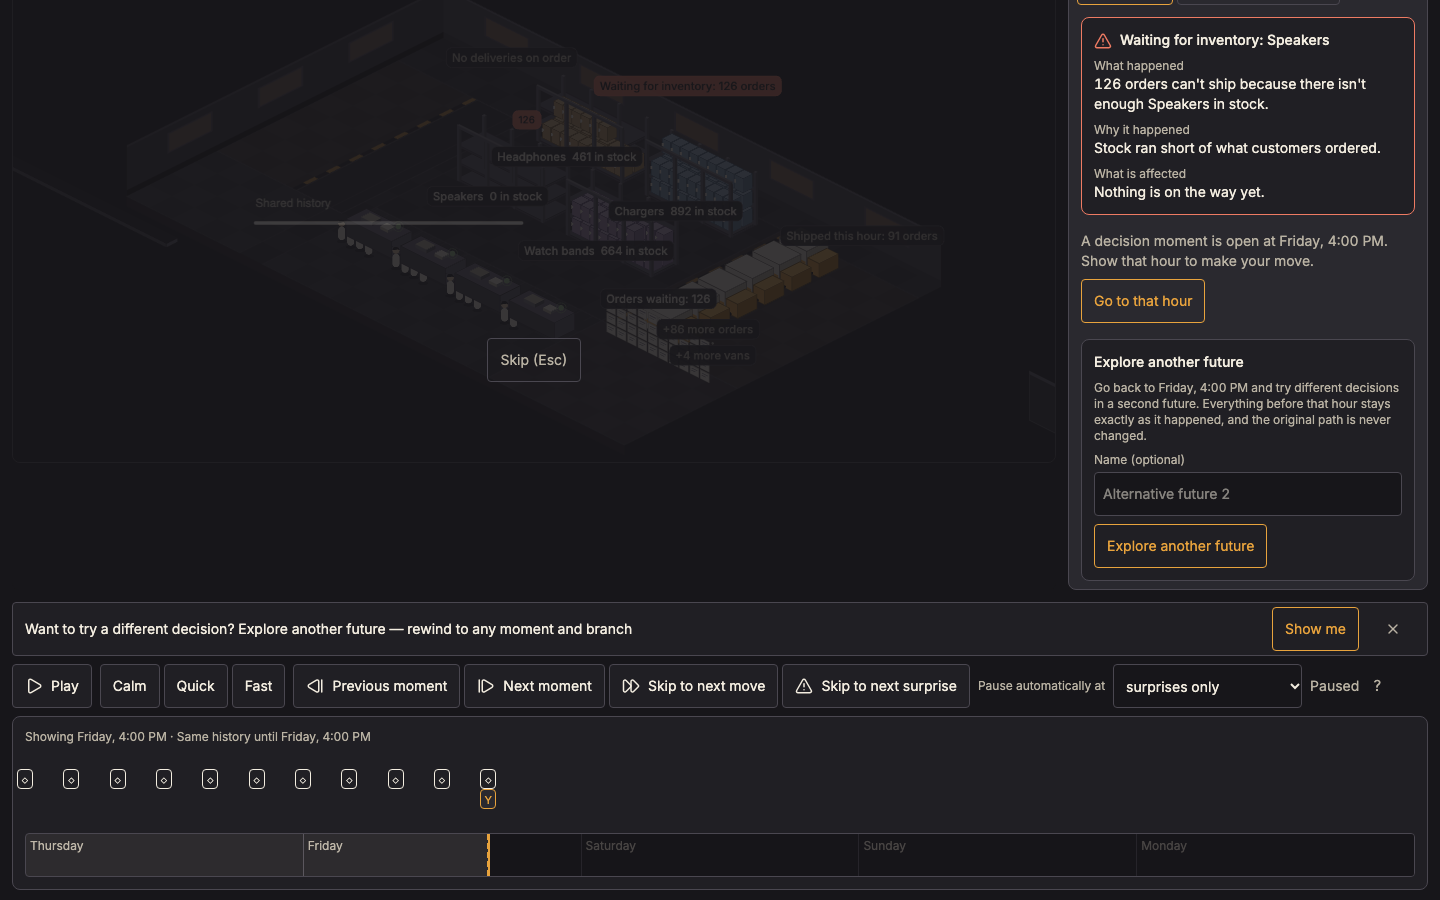 No deliveries on order
Waiting for inventory: 126 orders
126
Headphones 461 in stock
Speakers 0 in stock
Shared history
Chargers 892 in stock
Shipped this hour: 91 orders
Watch bands 664 in stock
Orders waiting: 126
+86 more orders
+4 more vans
Skip (Esc)
Waiting for inventory: Speakers
What happened
126 orders can't ship because there isn't
enough Speakers in stock.
Why it happened
Stock ran short of what customers ordered.
What is affected
Nothing is on the way yet.
A decision moment is open at Friday, 4:00 PM.
Show that hour to make your move.
Go to that hour
Explore another future
Go back to Friday, 4:00 PM and try different decisions
in a second future. Everything before that hour stays
exactly as it happened, and the original path is never
changed.
Name (optional)
Alternative future 2
Explore another future
Want to try a different decision? Explore another future — rewind to any moment and branch
Show me
Play
Calm
Quick
Fast
Previous moment
Next moment
Skip to next move
Skip to next surprise
Pause automatically at
surprises only
Paused
?
Showing Friday, 4:00 PM · Same history until Friday, 4:00 PM
Y
Thursday
Friday
Saturday
Sunday
Monday